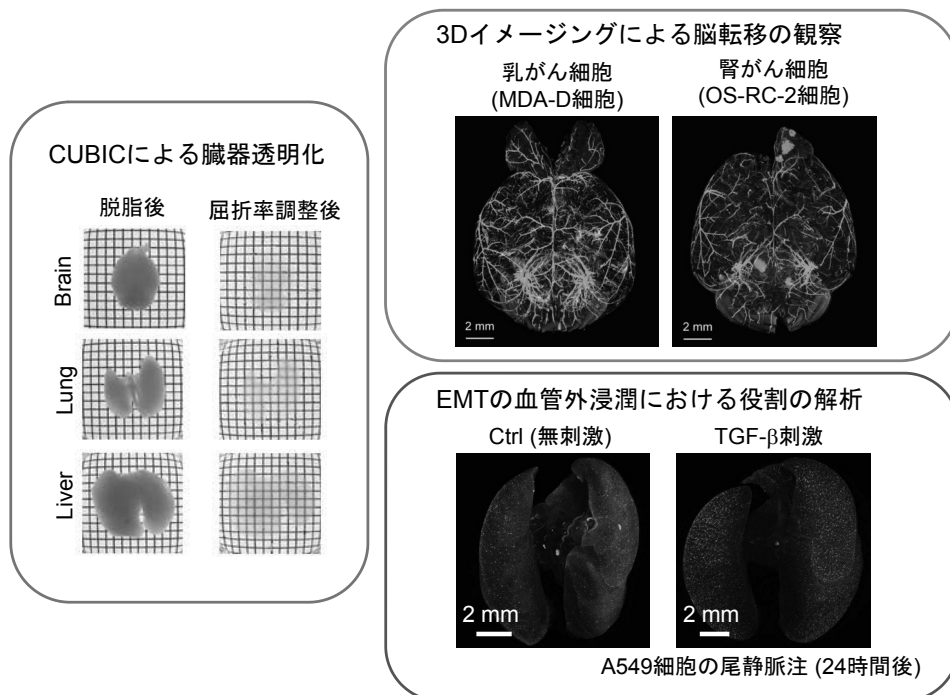 CUBICによる臓器透明化
脱脂後 屈折率調整後
Brain
Lung
Liver
3Dイメージングによる脳転移の観察
乳がん細胞
(MDA-D細胞)
腎がん細胞
(OS-RC-2細胞)
2 mm
2 mm
EMTの血管外浸潤における役割の解析
Ctrl (無刺激)
TGF-β刺激
2 mm
2 mm
A549細胞の尾静脈注 (24時間後)